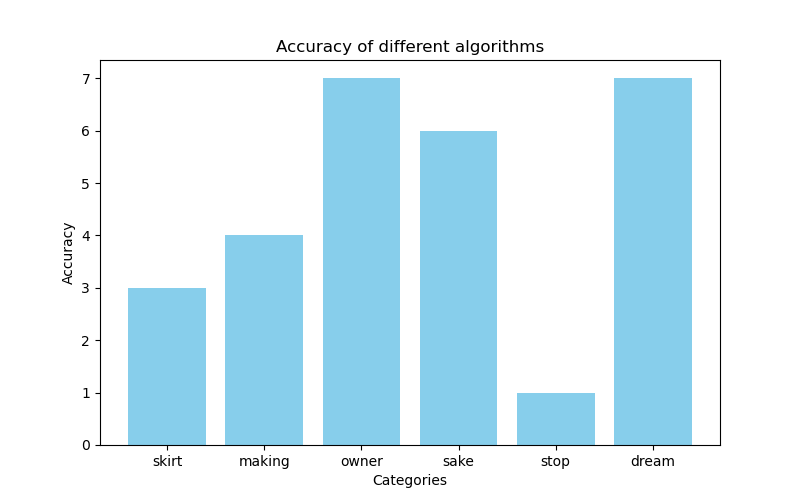 Accuracy of different algorithms
Accuracy
7
6
5
4
3
2
1
0
skirt making owner sake stop dream
Categories